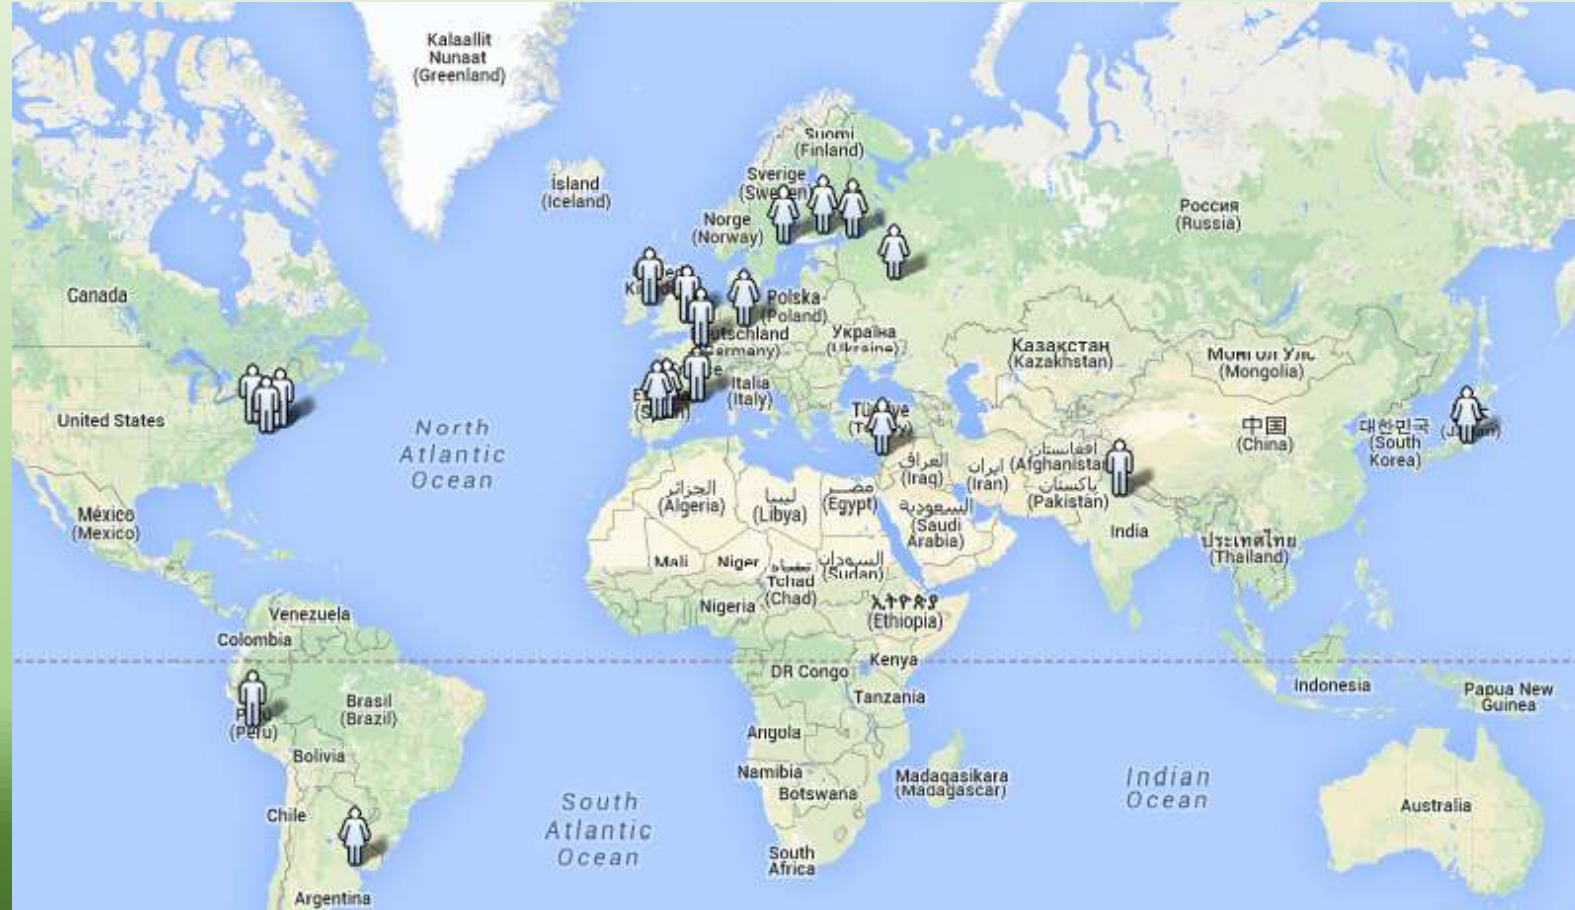 Kalaallit
Nunaat
(Greenland)
Ísland
(Iceland)
Suomi
(Finland)
Sverige
Norge
(Norway)
Россия
(Russia)
Canada
Polska
(Poland)
Україна
(Ukraine)
Қазақстан
(Kazakhstan)
(Mongolia)
United States
Italia
(Italy)
North
Atlantic
Ocean
中国
(China)
대한민국
(South
Korea)
México
(Mexico)
الجزائر
(Algeria)
ليبيا
(Libya)
مصر
(Egypt)
العراق
(Iraq)
ایران
(Iran)
افغانستان
پاکستان
(Pakistan)
السعودية
(Saudi
Arabia)
India
ประเทศไทย
(Thailand)
Mali
Niger
Tchad
(Chad)
السودان
(Sudan)
Nigeria
ኢትዮጵያ
(Ethiopia)
Venezuela
Colombia
DR Congo
Kenya
Tanzania
Indonesia
Papua New
Guinea
(Peru)
Brasil
(Brazil)
Bolivia
Angola
Namibia
Botswana
Madagasikara
(Madagascar)
Indian
Ocean
Australia
Chile
South
Atlantic
Ocean
South
Africa
Argentina